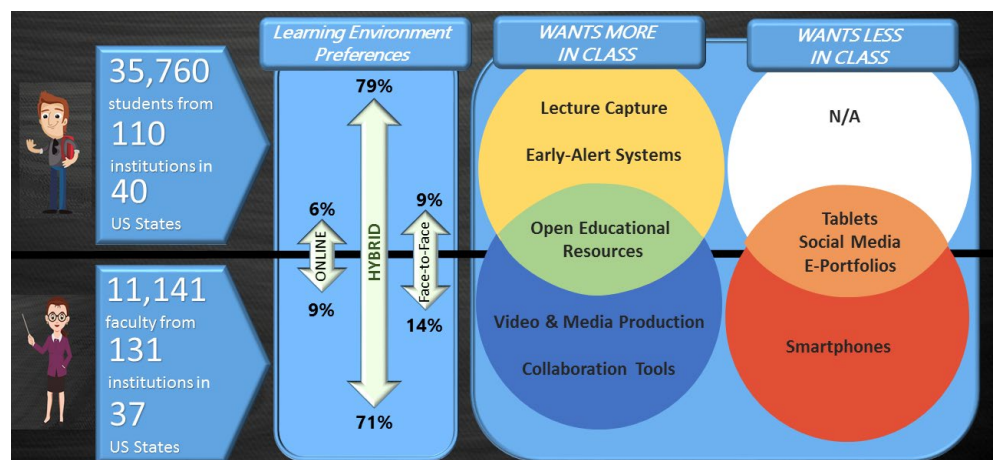 35,760
students from
110
institutions in
40
US States
11,141
faculty from
131
institutions in
37
US States
Learning Environment
Preferences
79%
6%
9%
ONLINE
HYBRID
Face-to-Face
9%
14%
71%
WANTS MORE
IN CLASS
Lecture Capture
Early-Alert Systems
Open Educational
Resources
Video & Media Production
Collaboration Tools
WANTS LESS
IN CLASS
N/A
Tablets
Social Media
E-Portfolios
Smartphones